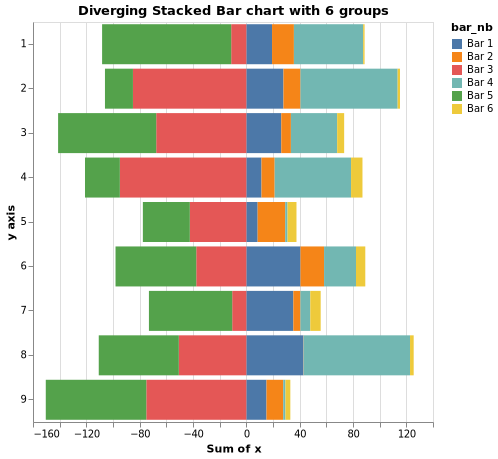 Diverging Stacked Bar chart with 6 groups
bar_nb
Bar 1
Bar 2
Bar 3
Bar 4
Bar 5
Bar 6
y axis
1
2
3
4
5
6
7
8
9
−160 −120 −80 −40 0 40 80 120
Sum of x